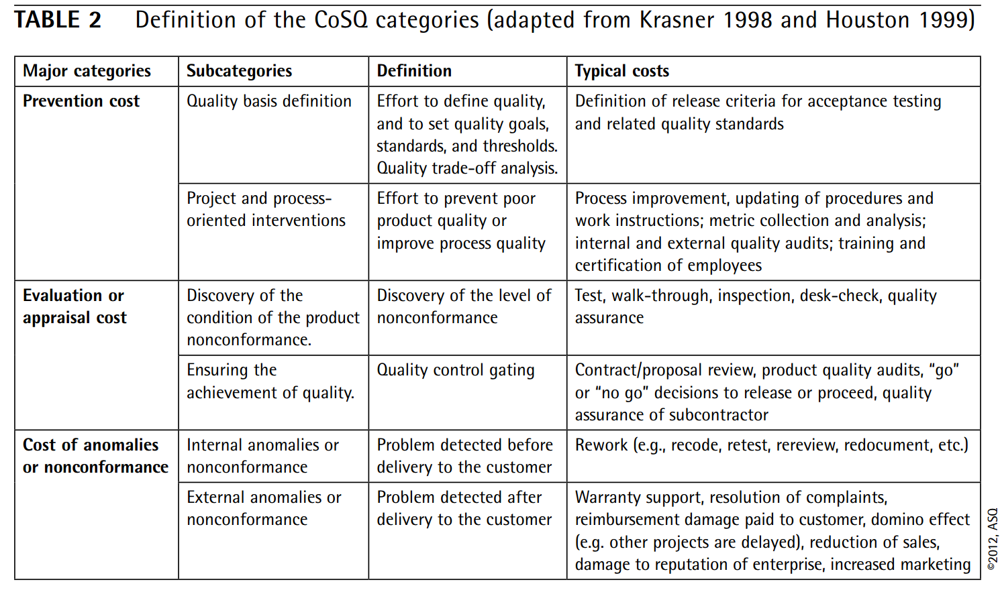 TABLE 2 Definition of the CoSQ categories (adapted from Krasner 1998 and Houston 1999)
Major categories
Subcategories
Definition
Typical costs
Prevention cost
Quality basis definition
Effort to define quality,
and to set quality goals,
standards, and thresholds.
Quality trade-off analysis.
Definition of release criteria for acceptance testing
and related quality standards
Project and process-
oriented interventions
Effort to prevent poor
product quality or
improve process quality
Process improvement, updating of procedures and
work instructions; metric collection and analysis;
internal and external quality audits; training and
certification of employees
Evaluation or
appraisal cost
Discovery of the
condition of the product
nonconformance.
Discovery of the level of
nonconformance
Test, walk-through, inspection, desk-check, quality
assurance
Ensuring the
achievement of quality.
Quality control gating
Contract/proposal review, product quality audits, “go”
or “no go” decisions to release or proceed, quality
assurance of subcontractor
Cost of anomalies
or nonconformance
Internal anomalies or
nonconformance
Problem detected before
delivery to the customer
Rework (e.g., recode, retest, rereview, redocument, etc.)
External anomalies or
nonconformance
Problem detected after
delivery to the customer
Warranty support, resolution of complaints,
reimbursement damage paid to customer, domino effect
(e.g. other projects are delayed), reduction of sales,
damage to reputation of enterprise, increased marketing
©2012, ASQ